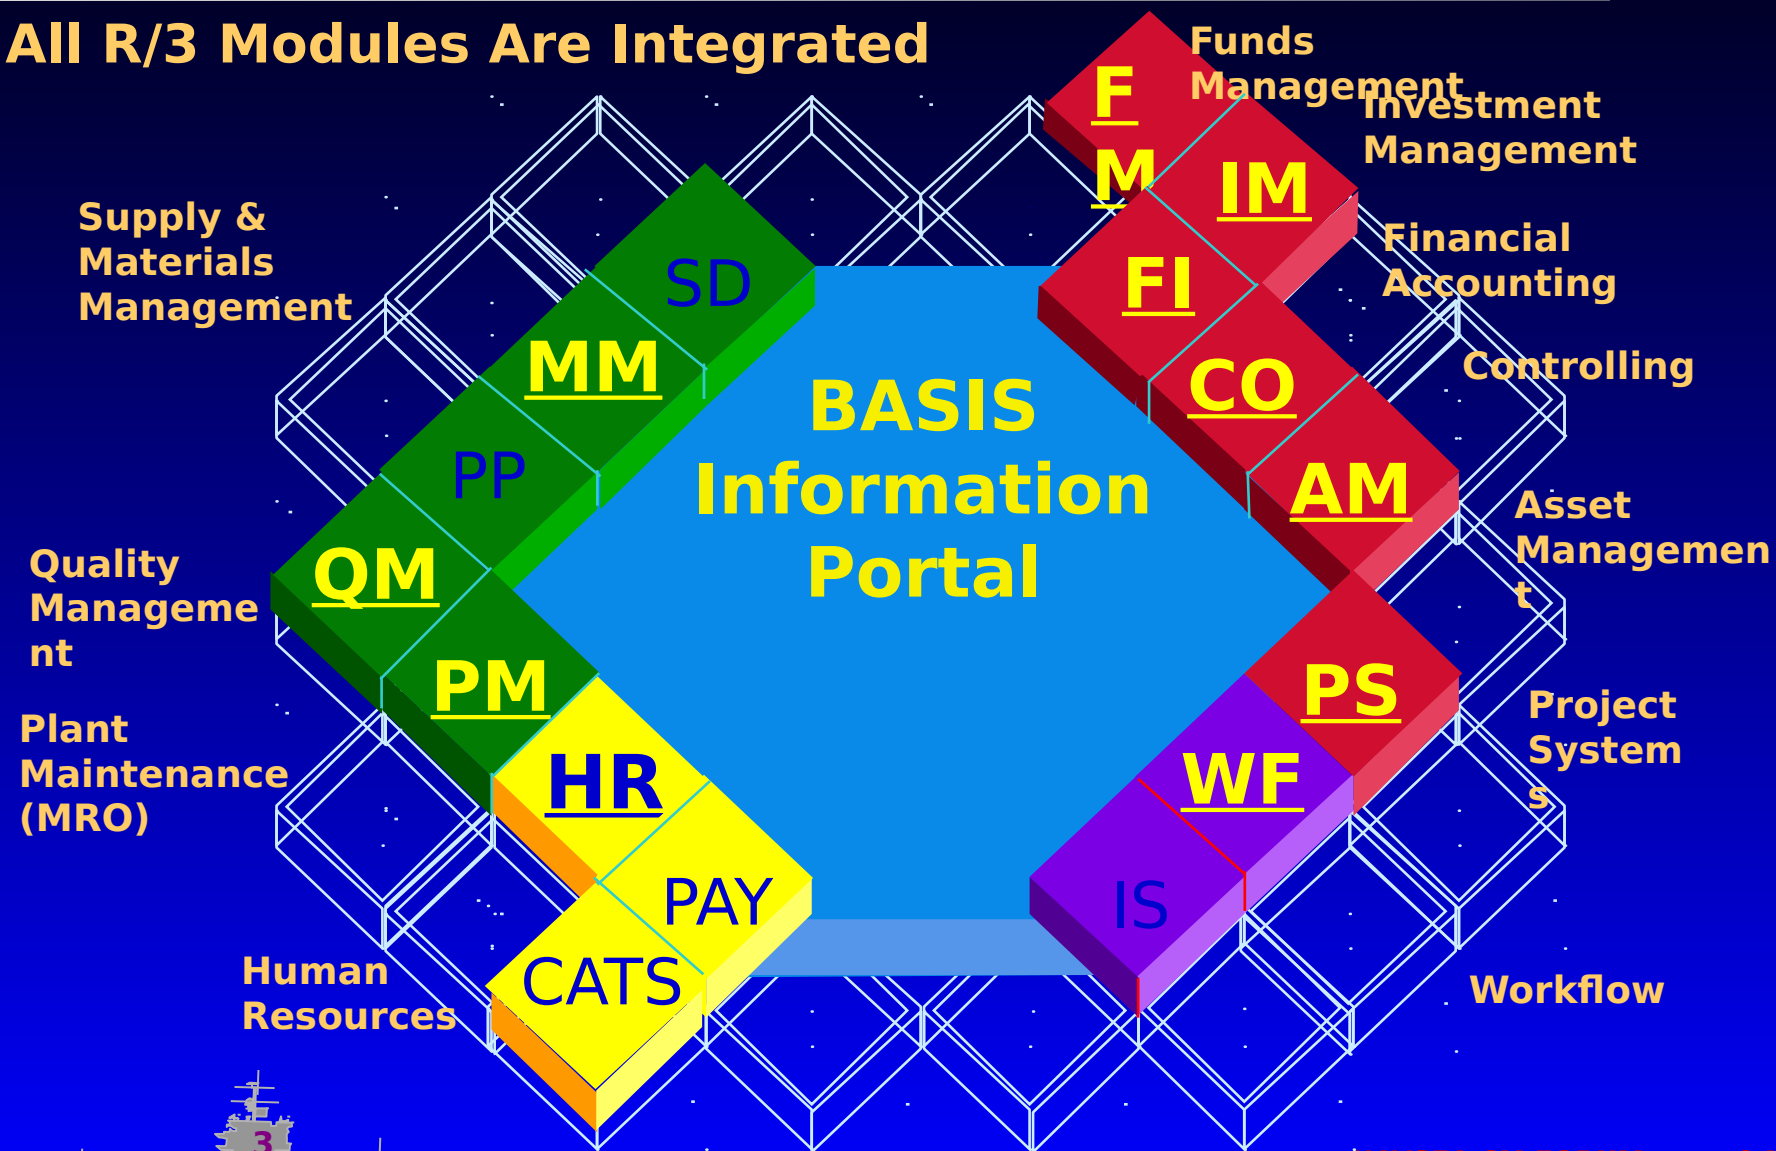 All R/3 Modules Are Integrated
Funds
Management
Investment
Management
F
M
IM
Supply &
Materials
Management
Financial
Accounting
SD
FI
MM
Controlling
CO
BASIS
Information
Portal
PP
AM
Asset
Managemen
t
Quality
Manageme
nt
QM
PM
PS
Project
System
s
Plant
Maintenance
(MRO)
HR
WF
PAY
IS
CATS
Human
Resources
Workflow
3